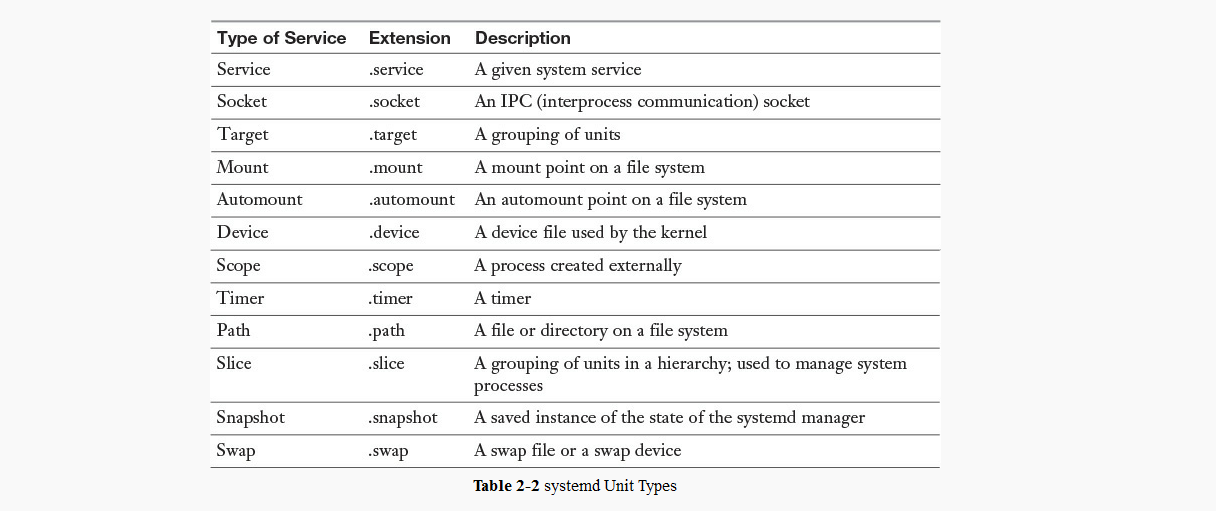 Type of Service Extension Description
Service .service A given system service
Socket .socket An IPC (interprocess communication) socket
Target .target A grouping of units
Mount .mount A mount point on a file system
Automount .automount An automount point on a file system
Device .device A device file used by the kernel
Scope .scope A process created externally
Timer .timer A timer
Path .path A file or directory on a file system
Slice .slice A grouping of units in a hierarchy; used to manage system
processes
Snapshot .snapshot A saved instance of the state of the systemd manager
Swap .swap A swap file or a swap device
Table 2-2 systemd Unit Types